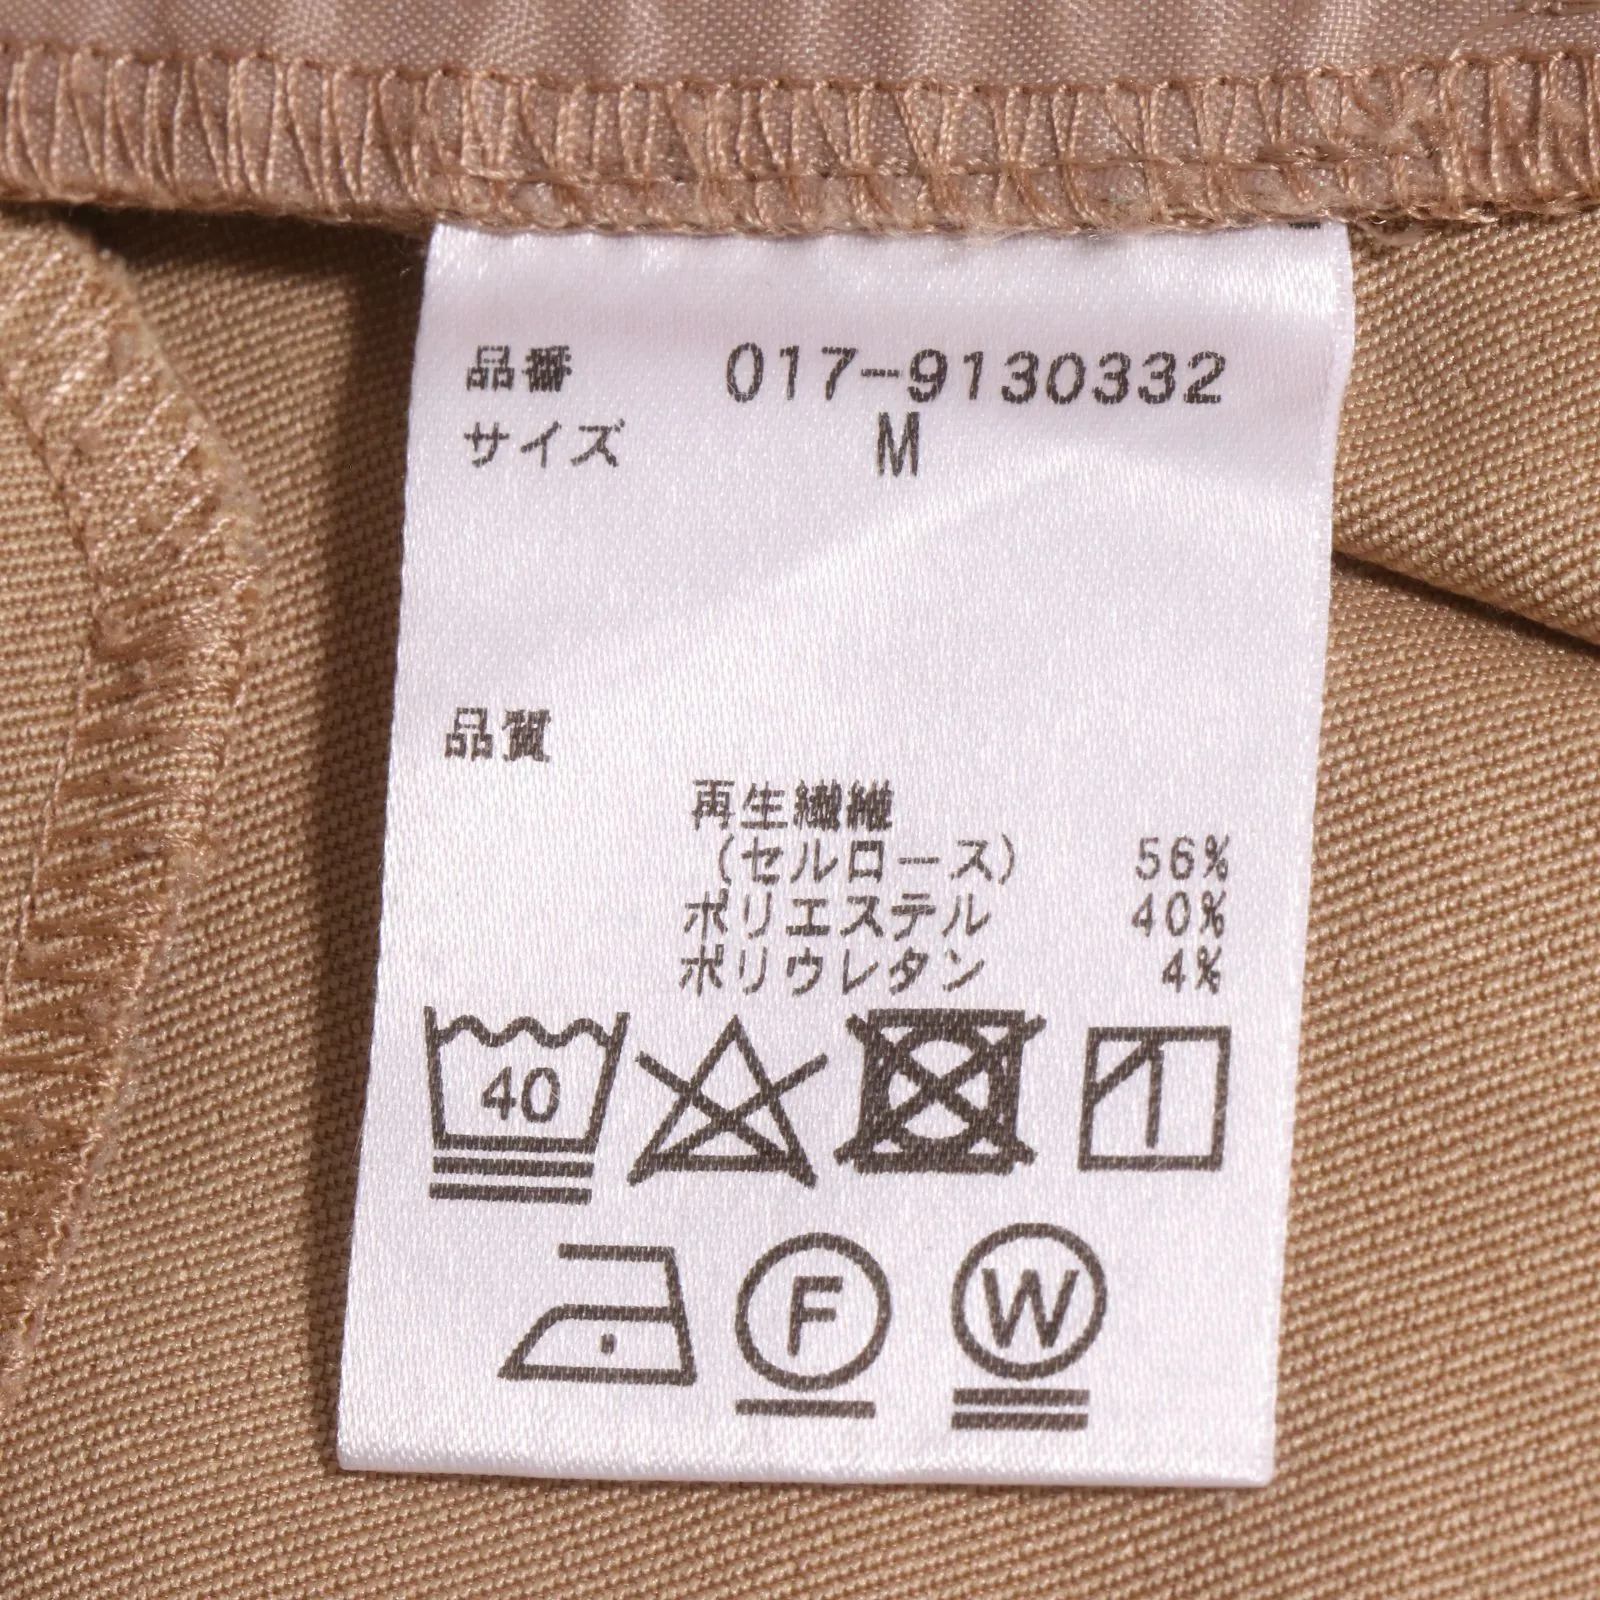 品番 017-9130332
サイズ M
品質
再生繊維
(セルロース) 56%
ポリエステル 40%
ポリウレタン 4%
40
F
W